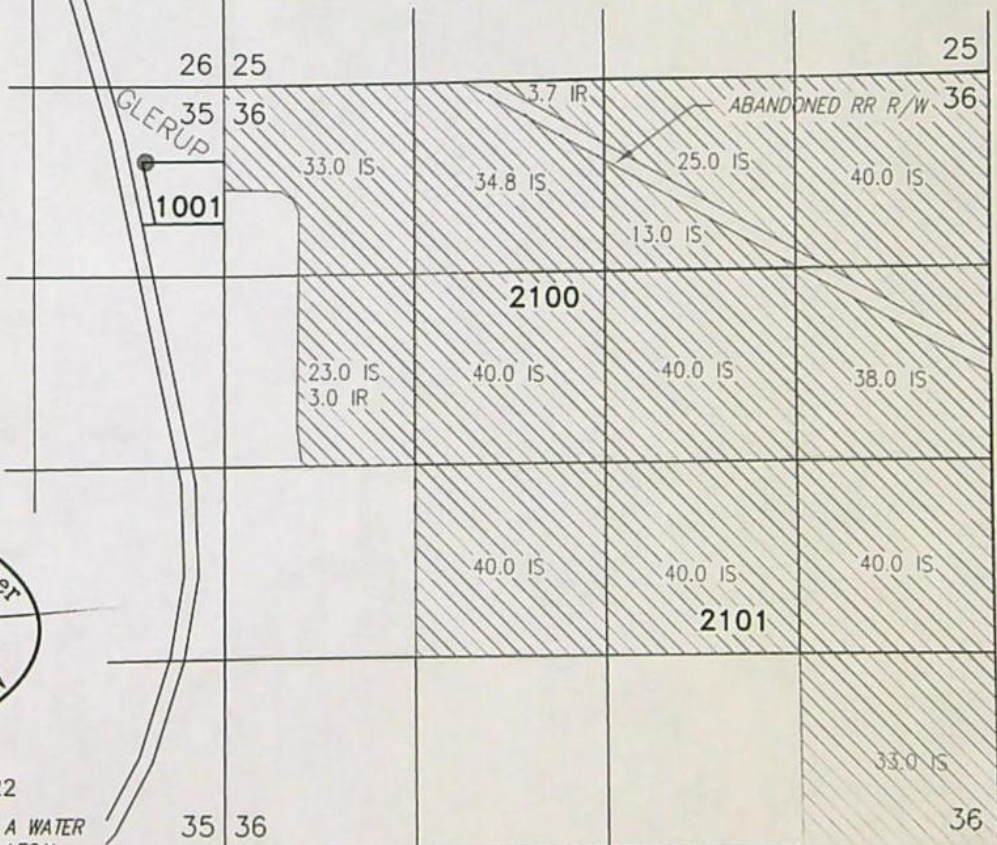 26 25
25
GLERUP
35 36
3.7 IR
ABANDONED RR R/W
36
33.0 IS
34.8 IS
25.0 IS
40.0 IS
1001
13.0 IS
2100
23.0 IS
3.0 IR
40.0 IS
40.0 IS
38.0 IS
40.0 IS
40.0 IS
40.0 IS
2101
33.0 IS
A WATER
35 36
36